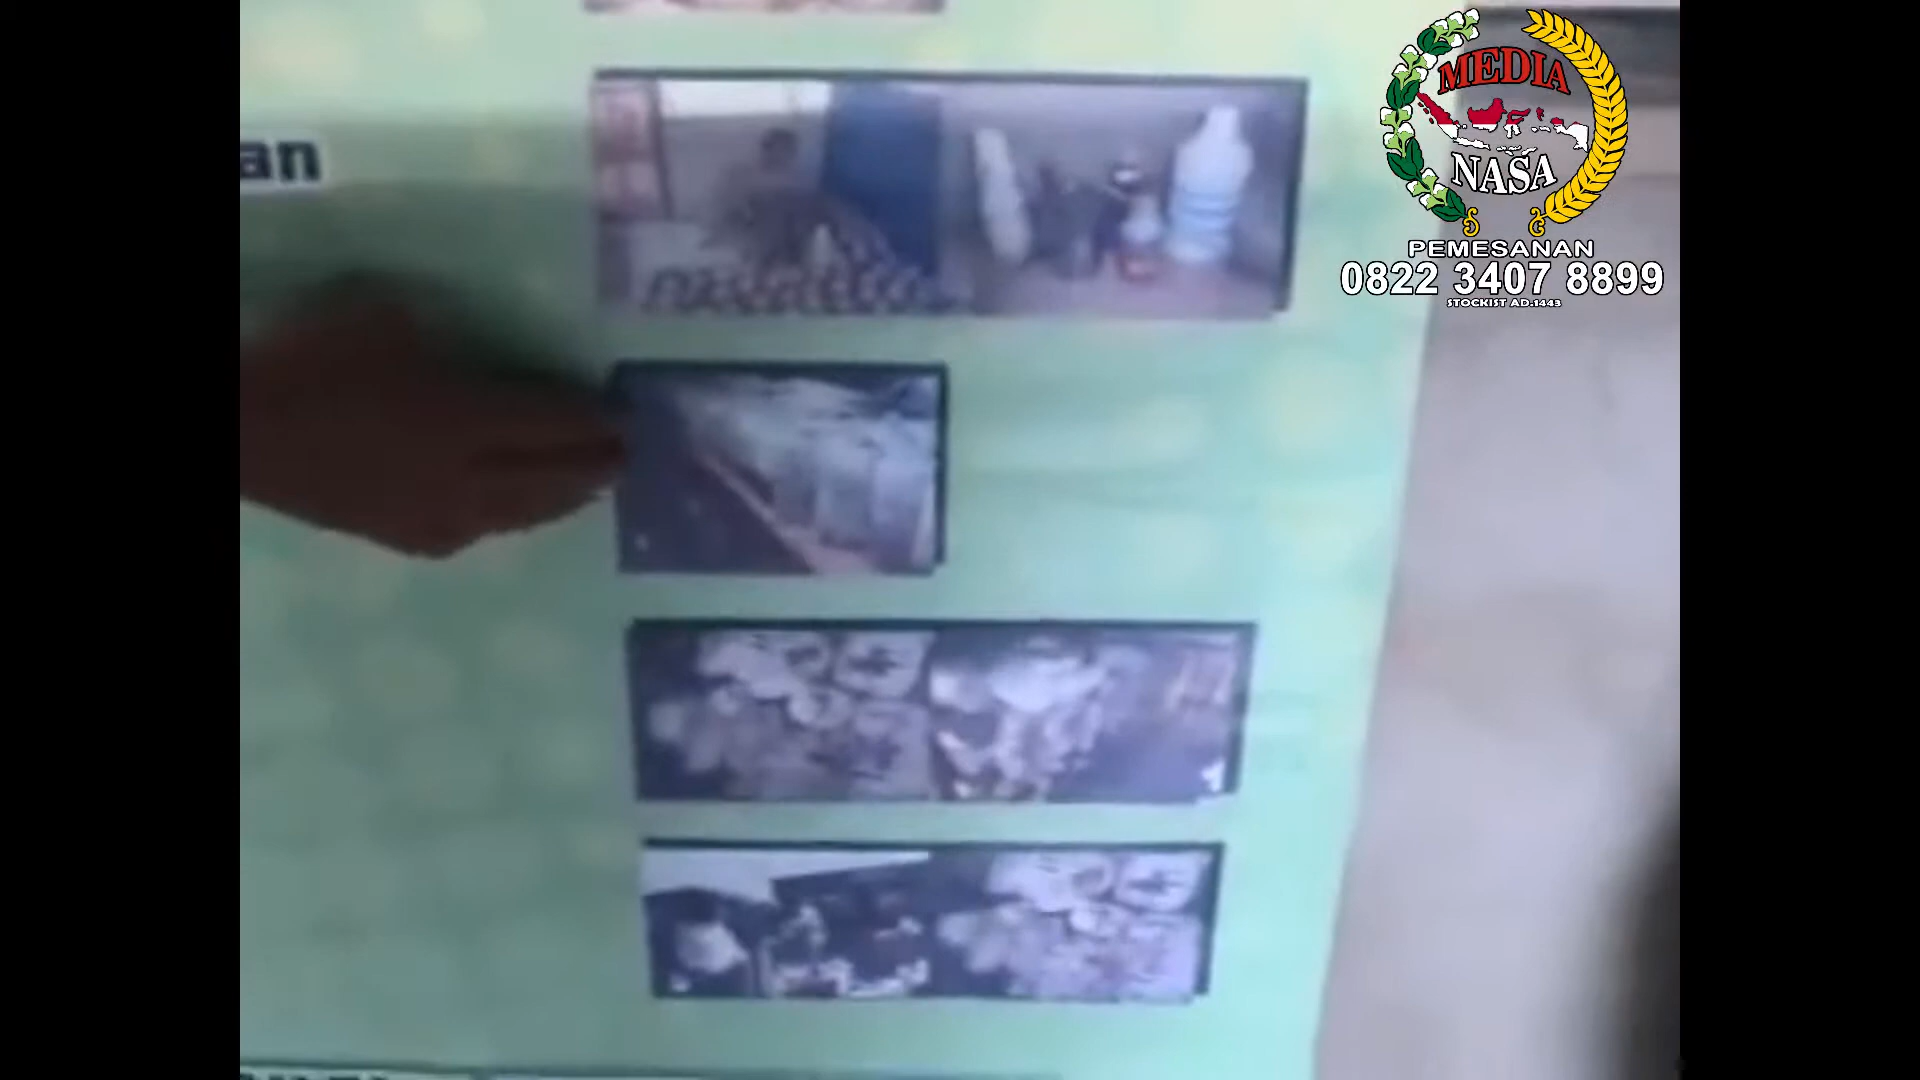 MEDIA
NASA
PEMESANAN
0822 3407 8899
STOCKIST AD.1443
an